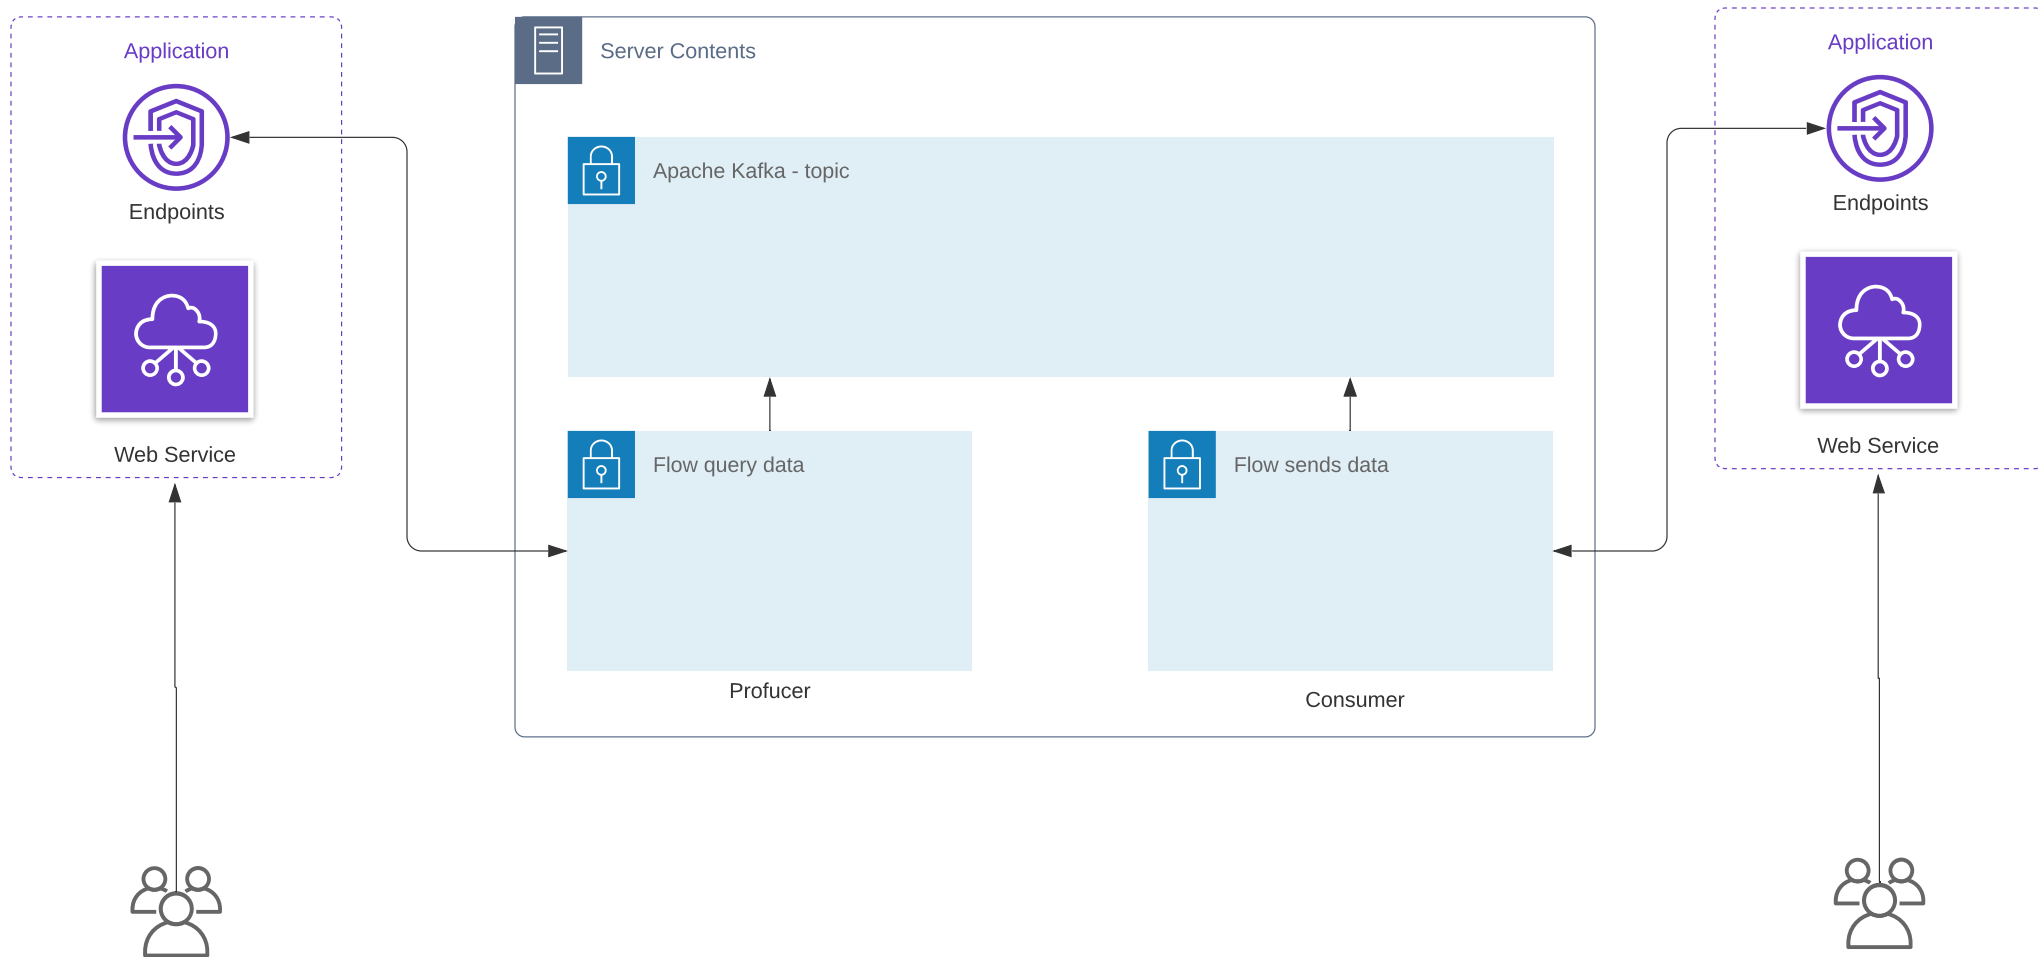 Application
Endpoints
Web Service
Server Contents
Apache Kafka - topic
Flow query data
Profucer
Flow sends data
Consumer
Application
Endpoints
Web Service